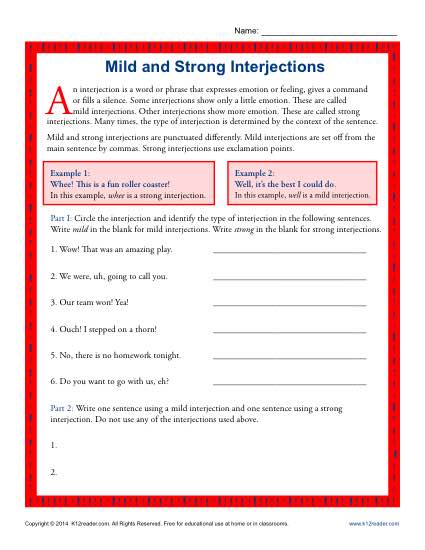 Name:
Mild and Strong Interjections
An interjection is a word or phrase that expresses emotion or feeling, gives a command
or fills a silence. Some interjections show only a little emotion. These are called
mild interjections. Other interjections show more emotion. These are called strong
interjections. Many times, the type of interjection is determined by the context of the sentence.
Mild and strong interjections are punctuated differently. Mild interjections are set off from the
main sentence by commas. Strong interjections use exclamation points.
Example 1:
Whee! This is a fun roller coaster!
In this example, whee is a strong interjection.
Example 2:
Well, it's the best I could do.
In this example, well is a mild interjection.
Part I: Circle the interjection and identify the type of interjection in the following sentences.
Write mild in the blank for mild interjections. Write strong in the blank for strong interjections.
1. Wow! That was an amazing play.
2. We were, uh, going to call you.
3. Our team won! Yea!
4. Ouch! I stepped on a thorn!
5. No, there is no homework tonight.
6. Do you want to go with us, eh?
Part 2: Write one sentence using a mild interjection and one sentence using a strong
interjection. Do not use any of the interjections used above.
1.
2.
Copyright © 2014 K12reader.com. All Rights Reserved. Free for educational use at home or in classrooms.
www.k12reader.com